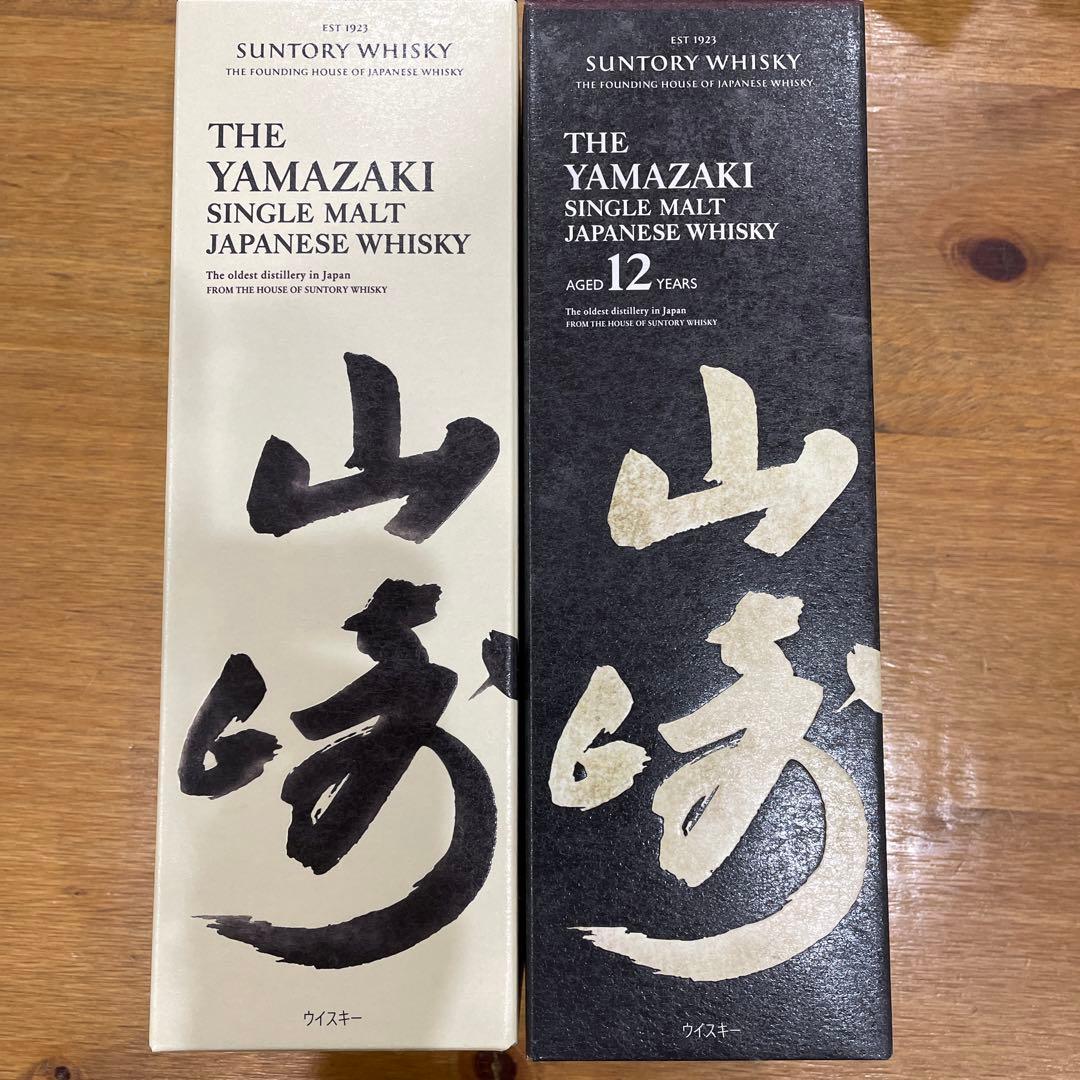 EST 1923
SUNTORY WHISKY
THE FOUNDING HOUSE OF JAPANESE WHISKY
THE
YAMAZAKI
SINGLE MALT
JAPANESE WHISKY
The oldest distillery in Japan
FROM THE HOUSE OF SUNTORY WHISKY
山
崎
ウイスキー
EST 1923
SUNTORY WHISKY
THE FOUNDING HOUSE OF JAPANESE WHISKY
THE
YAMAZAKI
SINGLE MALT
JAPANESE WHISKY
AGED 12 YEARS
The oldest distillery in Japan
FROM THE HOUSE OF SUNTORY WHISKY
山
崎
ウイスキー